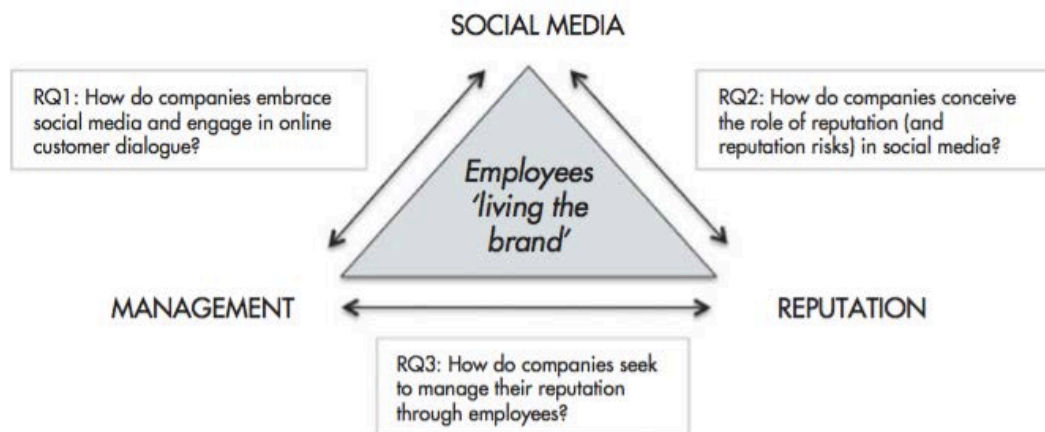 SOCIAL MEDIA
RQ1: How do companies embrace
social media and engage in online
customer dialogue?
RQ2: How do companies conceive
the role of reputation (and
reputation risks) in social media?
Employees
‘living the
brand’
MANAGEMENT
REPUTATION
RQ3: How do companies seek
to manage their reputation
through employees?